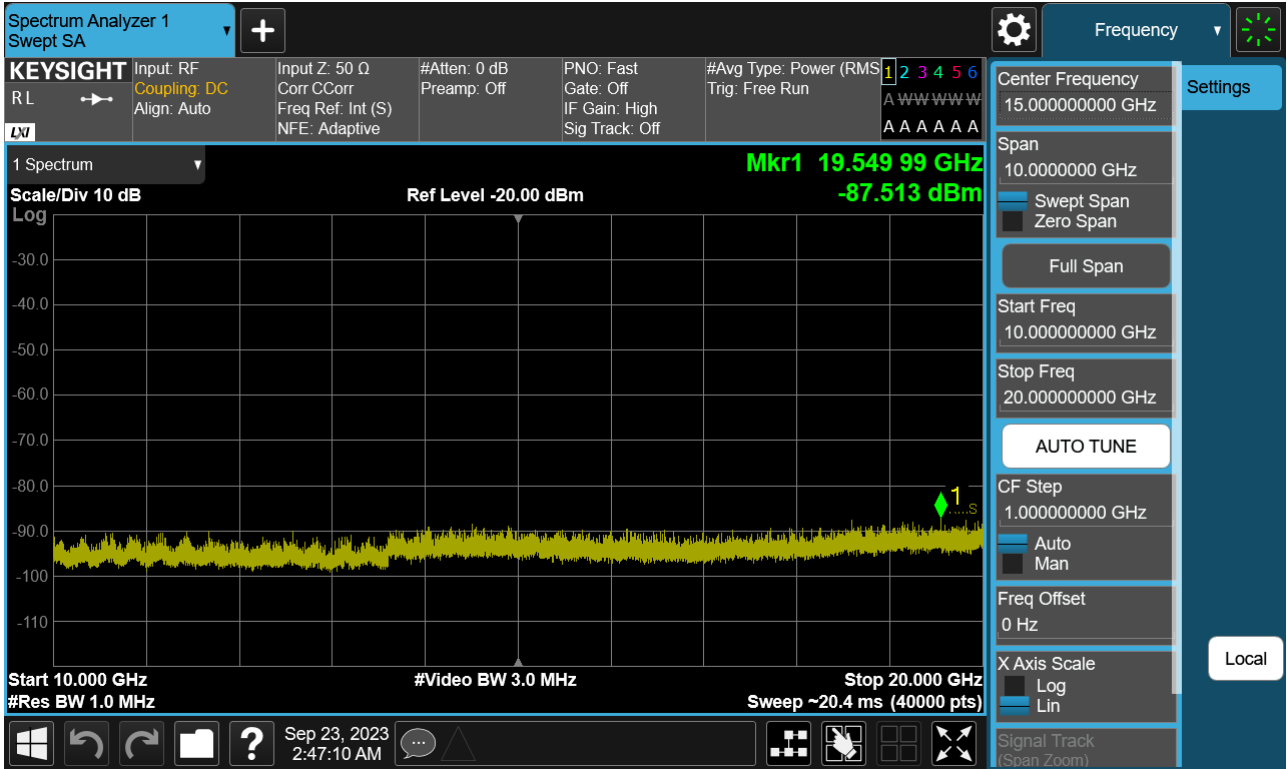 Spectrum Analyzer 1
Swept SA
Frequency
KEYSIGHT
R L
LXI
Input: RF
Coupling: DC
Align: Auto
Input Z: 50 Ω
Corr CCorr
Freq Ref: Int (S)
NFE: Adaptive
#Atten: 0 dB
Preamp: Off
PNO: Fast
Gate: Off
IF Gain: High
Sig Track: Off
#Avg Type: Power (RMS
Trig: Free Run
1 2 3 4 5 6
A W W W W W
A A A A A A
1 Spectrum
Mkr1 19.549 99 GHz
Scale/Div 10 dB
Ref Level -20.00 dBm
-87.513 dBm
Log
-30.0
-40.0
-50.0
-60.0
-70.0
-80.0
1
-90.0
-100
-110
Start 10.000 GHz
#Video BW 3.0 MHz
Stop 20.000 GHz
#Res BW 1.0 MHz
Sweep ~20.4 ms (40000 pts)
Center Frequency
15.000000000 GHz
Settings
Span
10.0000000 GHz
Swept Span
Zero Span
Full Span
Start Freq
10.000000000 GHz
Stop Freq
20.000000000 GHz
AUTO TUNE
CF Step
1.000000000 GHz
Auto
Man
Freq Offset
0 Hz
X Axis Scale
Log
Lin
Local
Signal Track
(Span Zoom)
?
Sep 23, 2023
2:47:10 AM